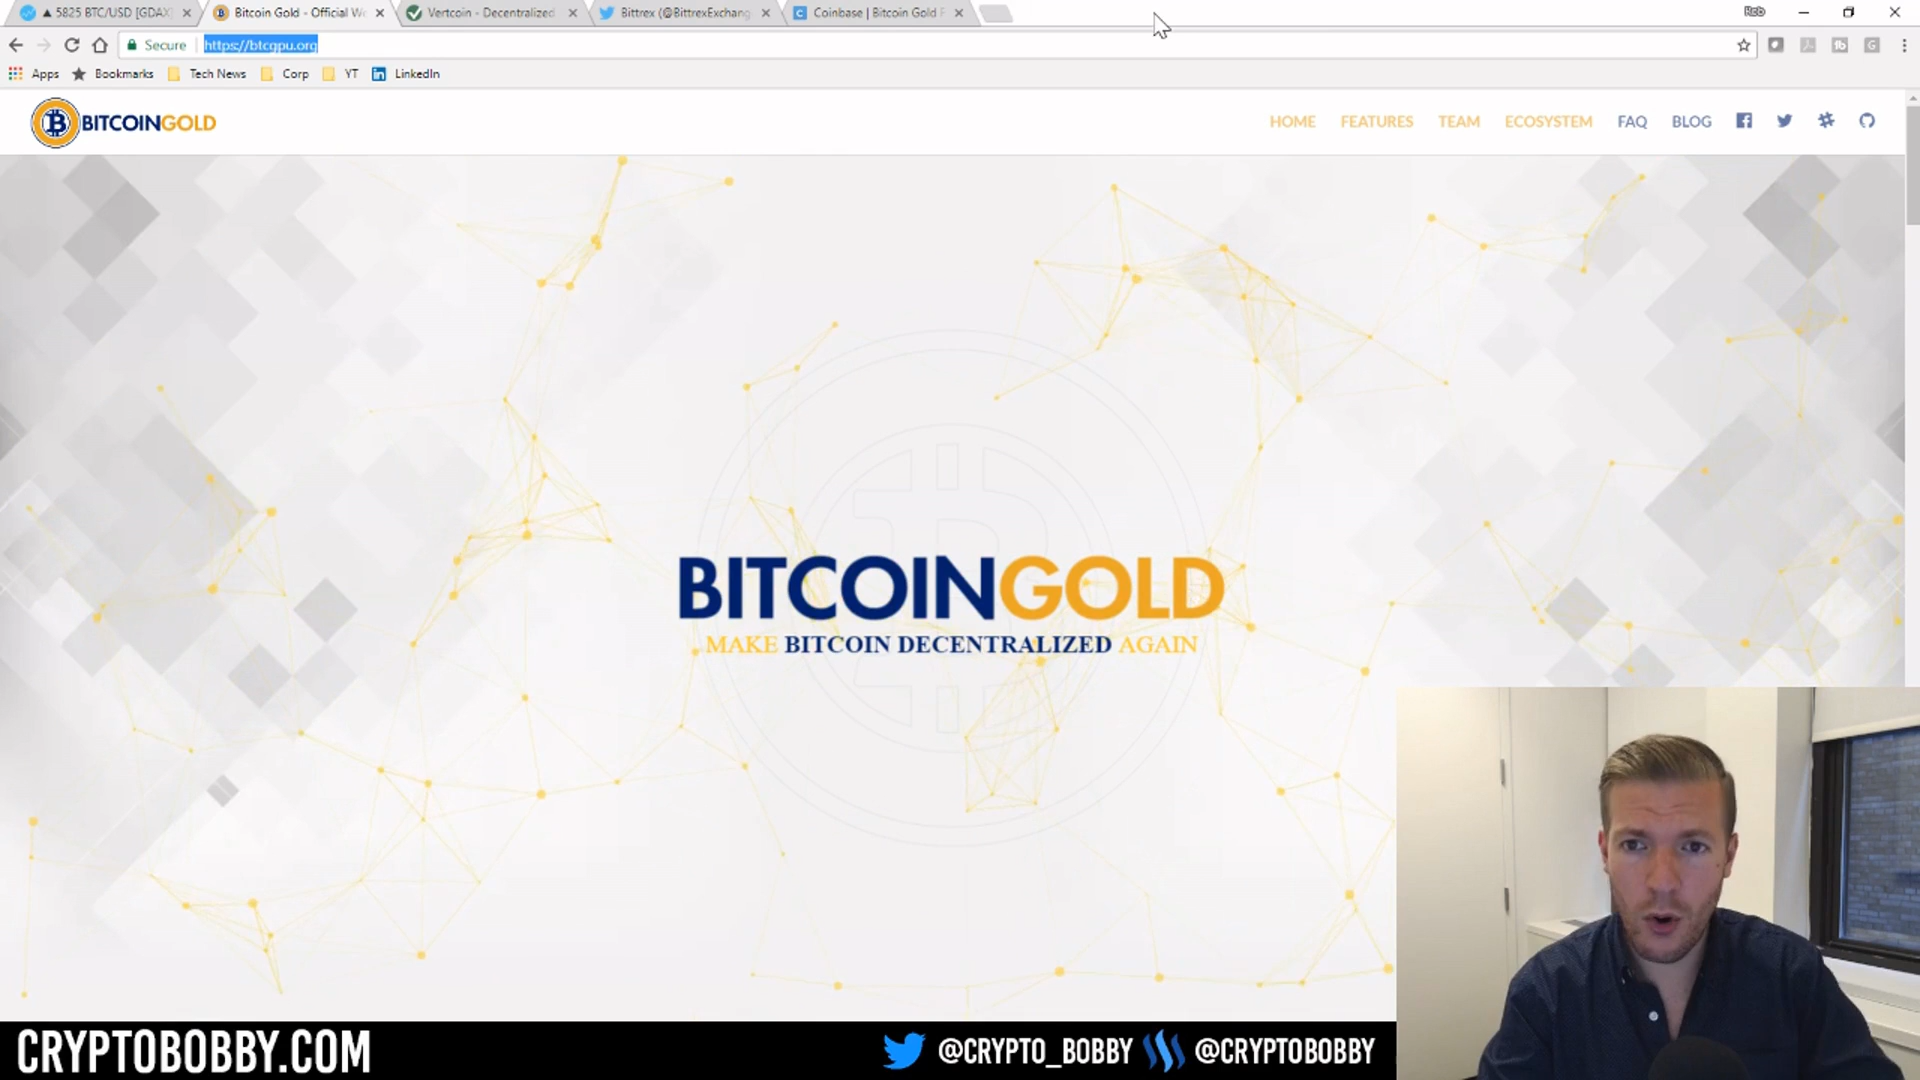 ▲ 5825 BTC/USD [GDAX]
Bitcoin Gold - Official We
Vertcoin - Decentralized
Bittrex (@BittrexExchang
Coinbase | Bitcoin Gold F
Rob
Secure
https://btcgpu.org
Apps
Bookmarks
Tech News
Corp
YT
LinkedIn
BITCOINGOLD
HOME
FEATURES
TEAM
ECOSYSTEM
FAQ
BLOG
BITCOINGOLD
MAKE BITCOIN DECENTRALIZED AGAIN
CRYPTOBOBBY.COM
@CRYPTO_BOBBY
@CRYPTOBOBBY